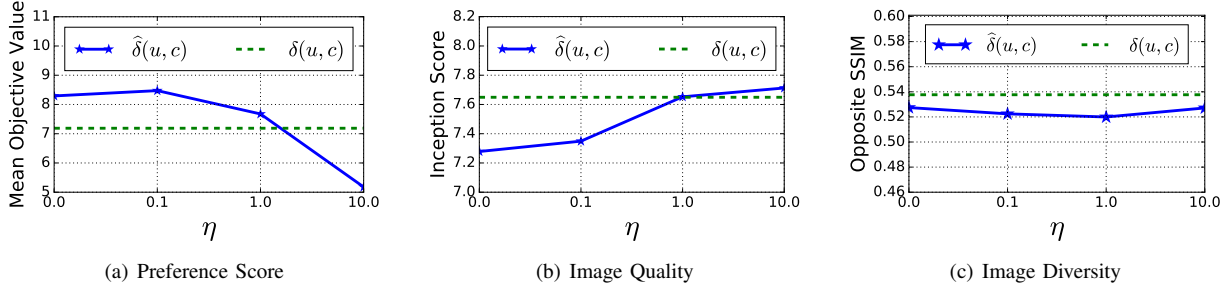 Mean Objective Value
11
10
9
8
7
6
5
0.0 0.1 1.0 10.0
η
δ̂(u, c) δ(u, c)
(a) Preference Score
Inception Score
8.2
8.0
7.8
7.6
7.4
7.2
7.0
0.0 0.1 1.0 10.0
η
δ̂(u, c) δ(u, c)
(b) Image Quality
Opposite SSIM
0.60
0.58
0.56
0.54
0.52
0.50
0.48
0.46
0.0 0.1 1.0 10.0
η
δ̂(u, c) δ(u, c)
(c) Image Diversity